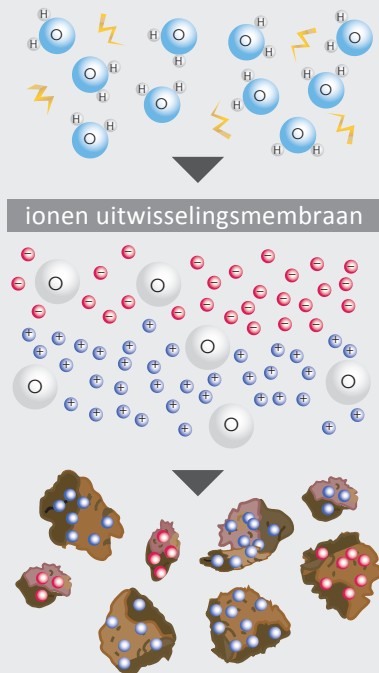 H O H H O H H O H H O H
H O H H O H H O H H O H
H O H H O H
ionen uitwisselingsmembraan
− − − − − − − − − − − − − − − − − − − −
O O
+ + + + + + + + + + + + + + + + + + + +
O
O O
O
+ + + + + + + + + +